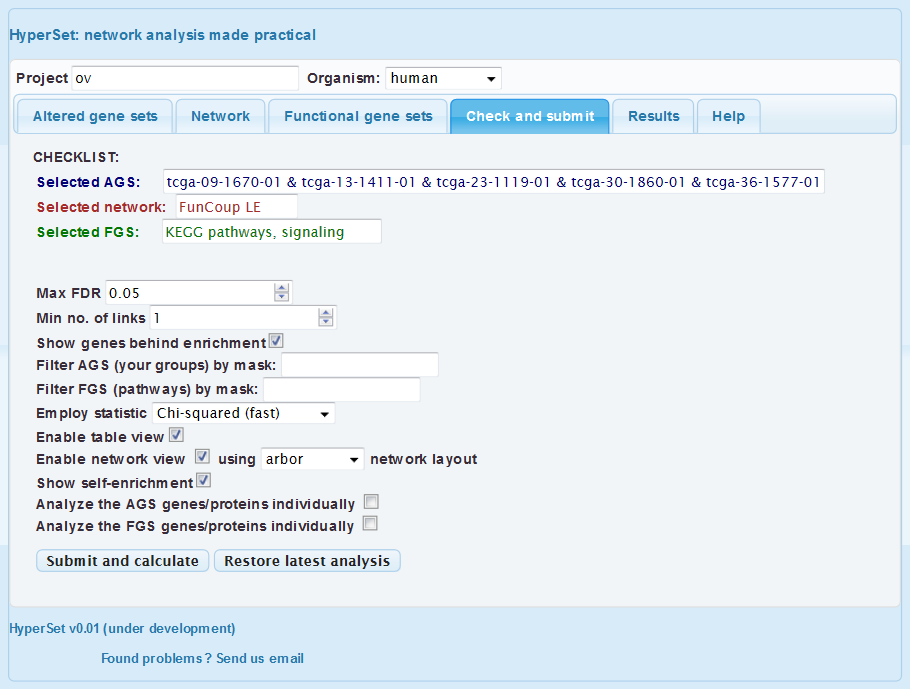 HyperSet: network analysis made practical
Project ov Organism: human
Altered gene sets Network Functional gene sets Check and submit Results Help
CHECKLIST:
Selected AGS: tcga-09-1670-01 & tcga-13-1411-01 & tcga-23-1119-01 & tcga-30-1860-01 & tcga-36-1577-01
Selected network: FunCoup LE
Selected FGS: KEGG pathways, signaling
Max FDR 0.05
Min no. of links 1
Show genes behind enrichment
Filter AGS (your groups) by mask:
Filter FGS (pathways) by mask:
Employ statistic Chi-squared (fast)
Enable table view
Enable network view using arbor network layout
Show self-enrichment
Analyze the AGS genes/proteins individually
Analyze the FGS genes/proteins individually
Submit and calculate Restore latest analysis
HyperSet v0.01 (under development)
Found problems? Send us email